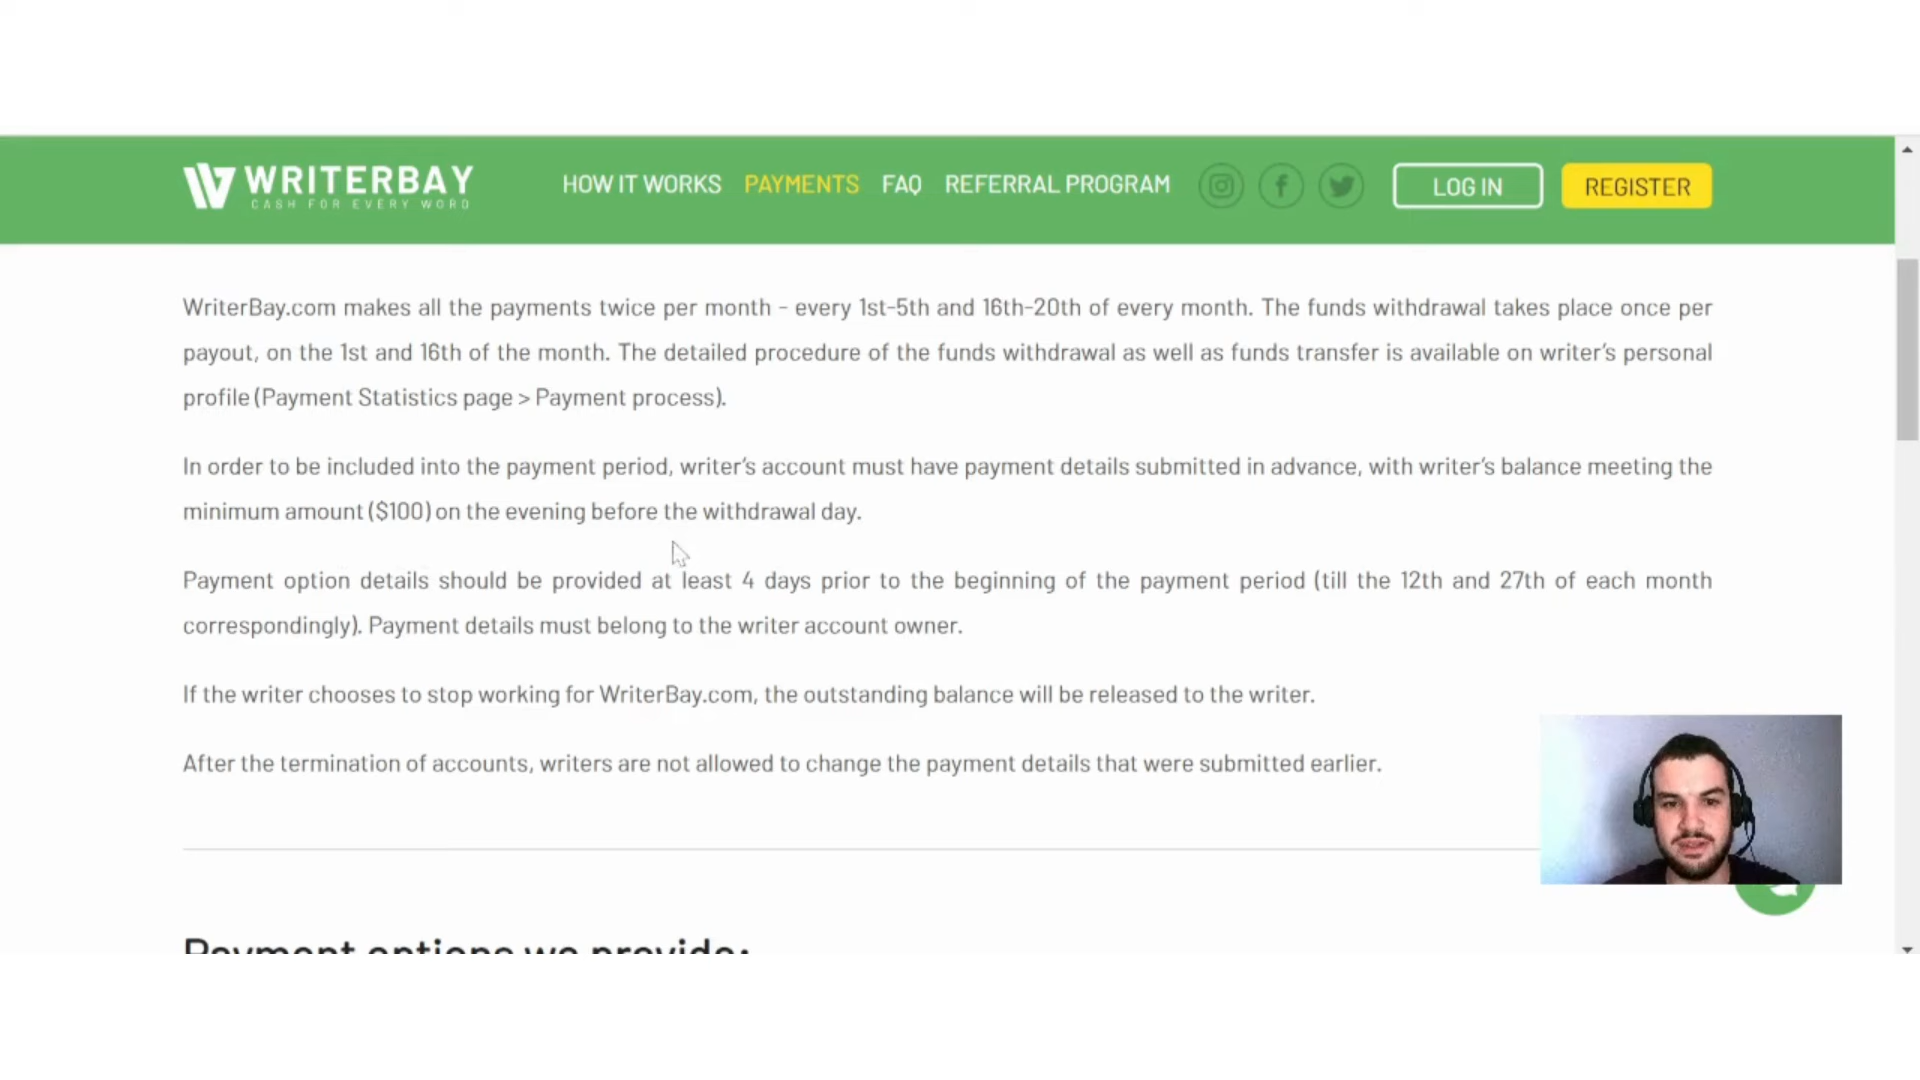 WRITERBAY
CASH FOR EVERY WORD
HOW IT WORKS
PAYMENTS
FAQ
REFERRAL PROGRAM
LOG IN
REGISTER
WriterBay.com makes all the payments twice per month - every 1st-5th and 16th-20th of every month. The funds withdrawal takes place once per
payout, on the 1st and 16th of the month. The detailed procedure of the funds withdrawal as well as funds transfer is available on writer's personal
profile (Payment Statistics page > Payment process).
In order to be included into the payment period, writer's account must have payment details submitted in advance, with writer's balance meeting the
minimum amount ($100) on the evening before the withdrawal day.
Payment option details should be provided at least 4 days prior to the beginning of the payment period (till the 12th and 27th of each month
correspondingly). Payment details must belong to the writer account owner.
If the writer chooses to stop working for WriterBay.com, the outstanding balance will be released to the writer.
After the termination of accounts, writers are not allowed to change the payment details that were submitted earlier.
Payment options we provide: